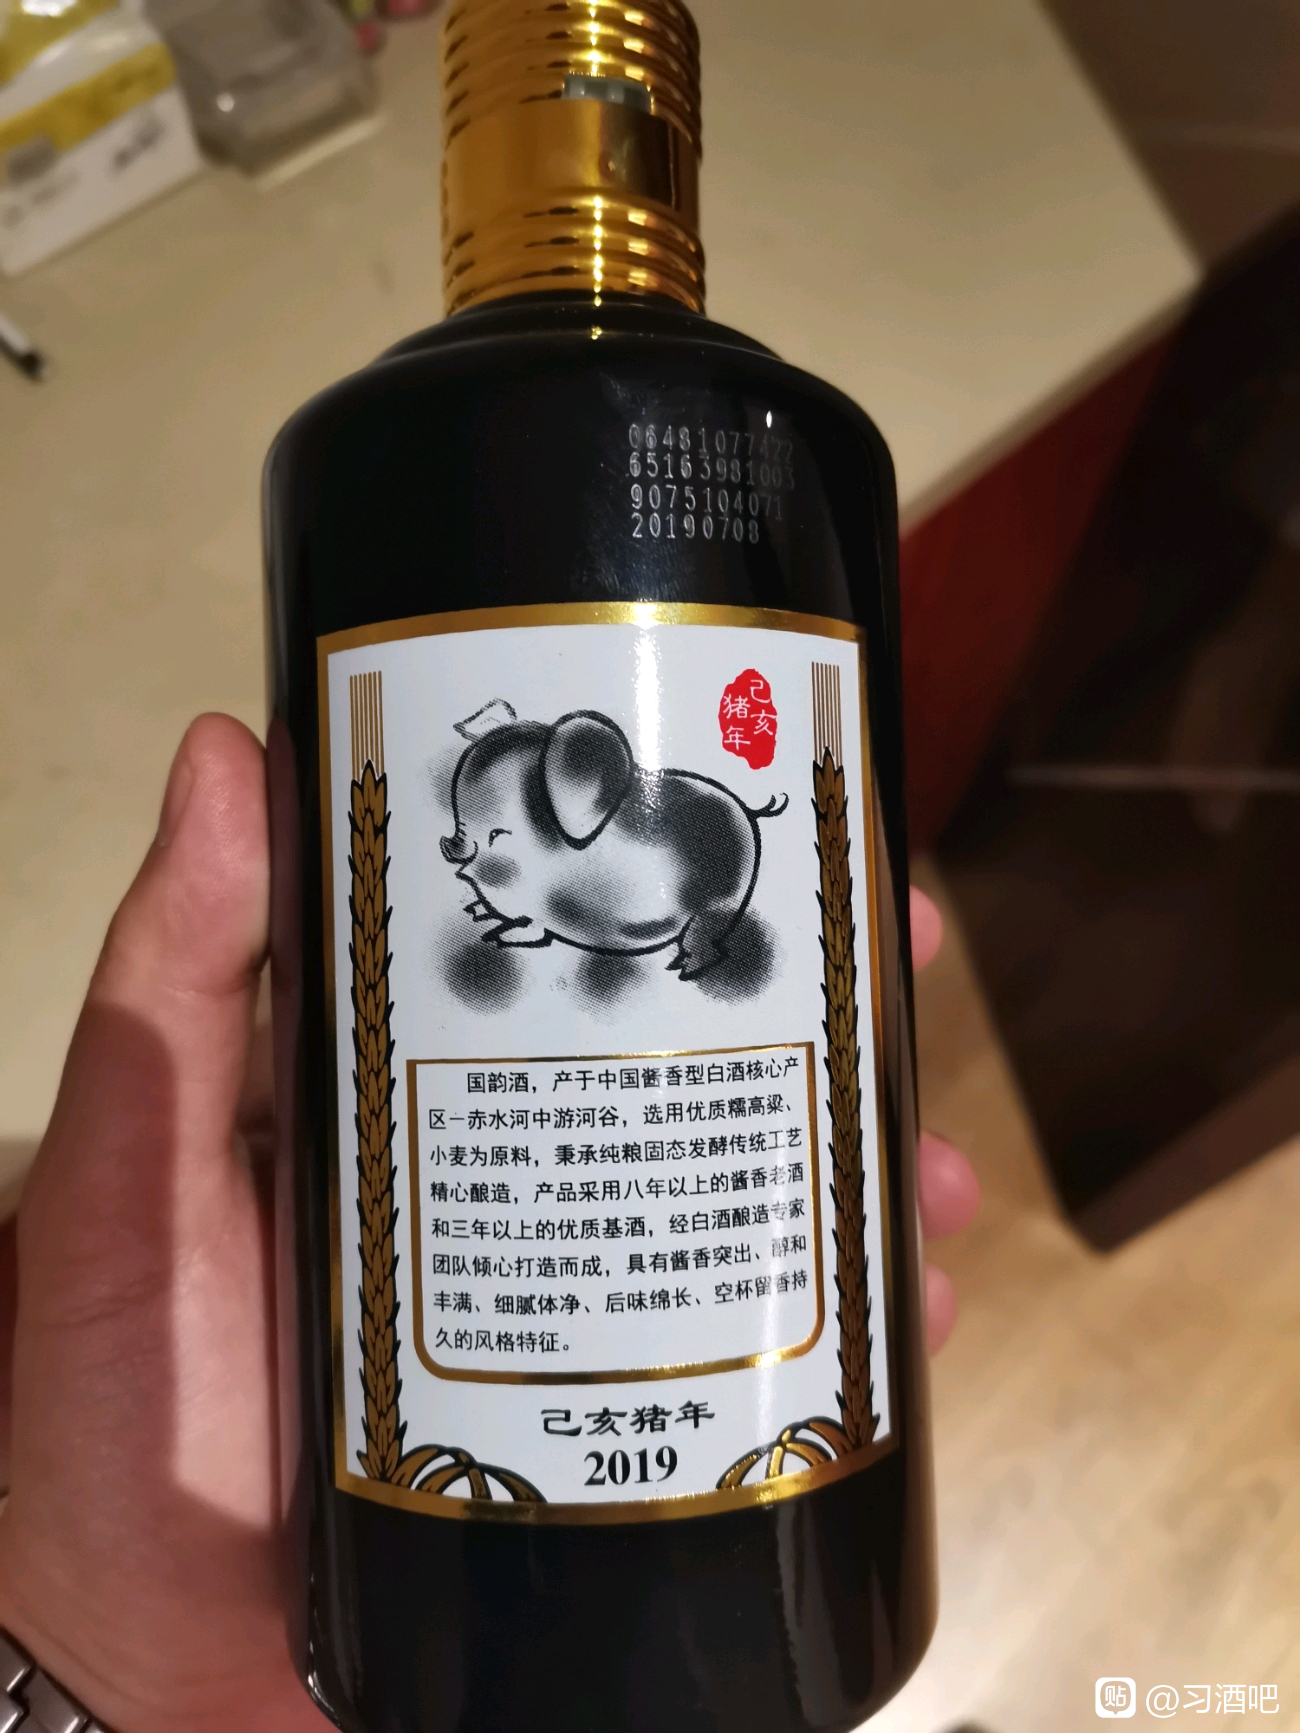 06481077422
65163981003
9075104071
20190708
己亥
猪年
国韵酒，产于中国酱香型白酒核心产
区—赤水河中游河谷，选用优质糯高粱、
小麦为原料，秉承纯粮固态发酵传统工艺
精心酿造，产品采用八年以上的酱香老酒
和三年以上的优质基酒，经白酒酿造专家
团队倾心打造而成，具有酱香突出、醇和
丰满、细腻体净、后味绵长、空杯留香持
久的风格特征。
己亥猪年
2019
贴 @习酒吧